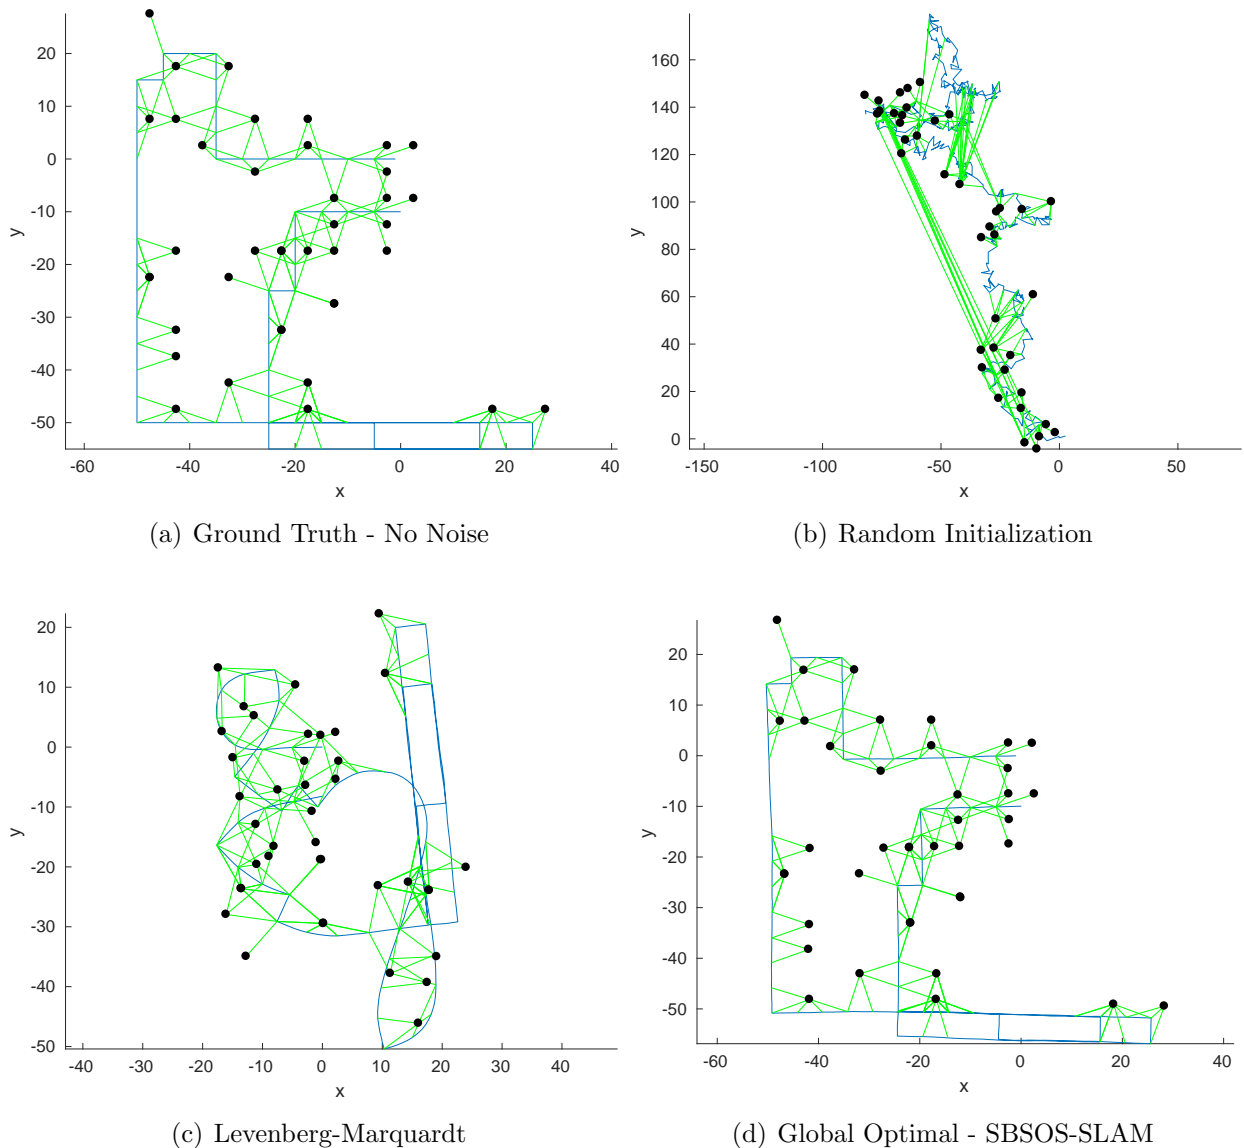 20
10
0
-10
-20
-30
-40
-50
y
-60 -40 -20 0 20 40
x
(a) Ground Truth - No Noise
160
140
120
100
80
60
40
20
0
y
-150 -100 -50 0 50
x
(b) Random Initialization
20
10
0
-10
-20
-30
-40
-50
y
-40 -30 -20 -10 0 10 20 30 40
x
(c) Levenberg-Marquardt
20
10
0
-10
-20
-30
-40
-50
y
-60 -40 -20 0 20 40
x
(d) Global Optimal - SBSOS-SLAM